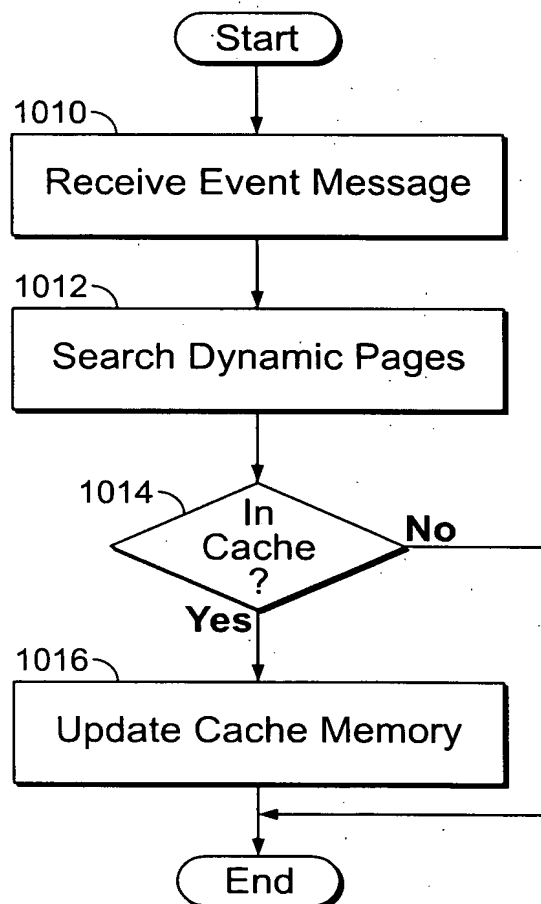 Start
1010
Receive Event Message
1012
Search Dynamic Pages
1014
In
Cache
?
No
Yes
1016
Update Cache Memory
End